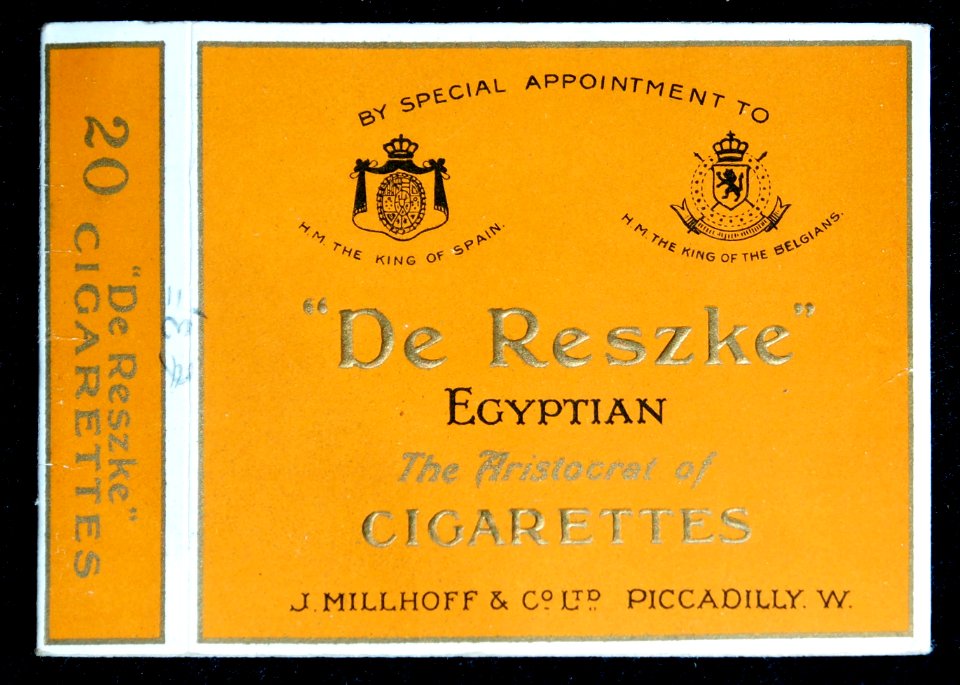 BY SPECIAL APPOINTMENT TO
H.M. THE KING OF SPAIN.
H.M. THE KING OF THE BELGIANS.
"De Reszke"
EGYPTIAN
The Aristocrat of
CIGARETTES
J. MILLHOFF & Co LTD PICCADILLY. W.
20 CIGARETTES
"De Reszke"